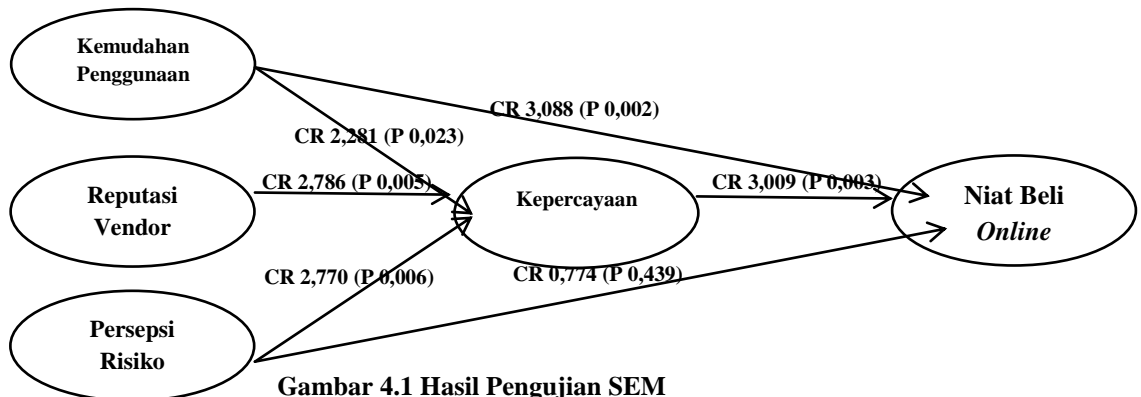 Kemudahan
Penggunaan
CR 3,088 (P 0,002)
CR 2,281 (P 0,023)
Reputasi
Vendor
CR 2,786 (P 0,005)
Kepercayaan
CR 3,009 (P 0,003)
Niat Beli
Online
CR 2,770 (P 0,006)
CR 0,774 (P 0,439)
Persepsi
Risiko
Gambar 4.1 Hasil Pengujian SEM